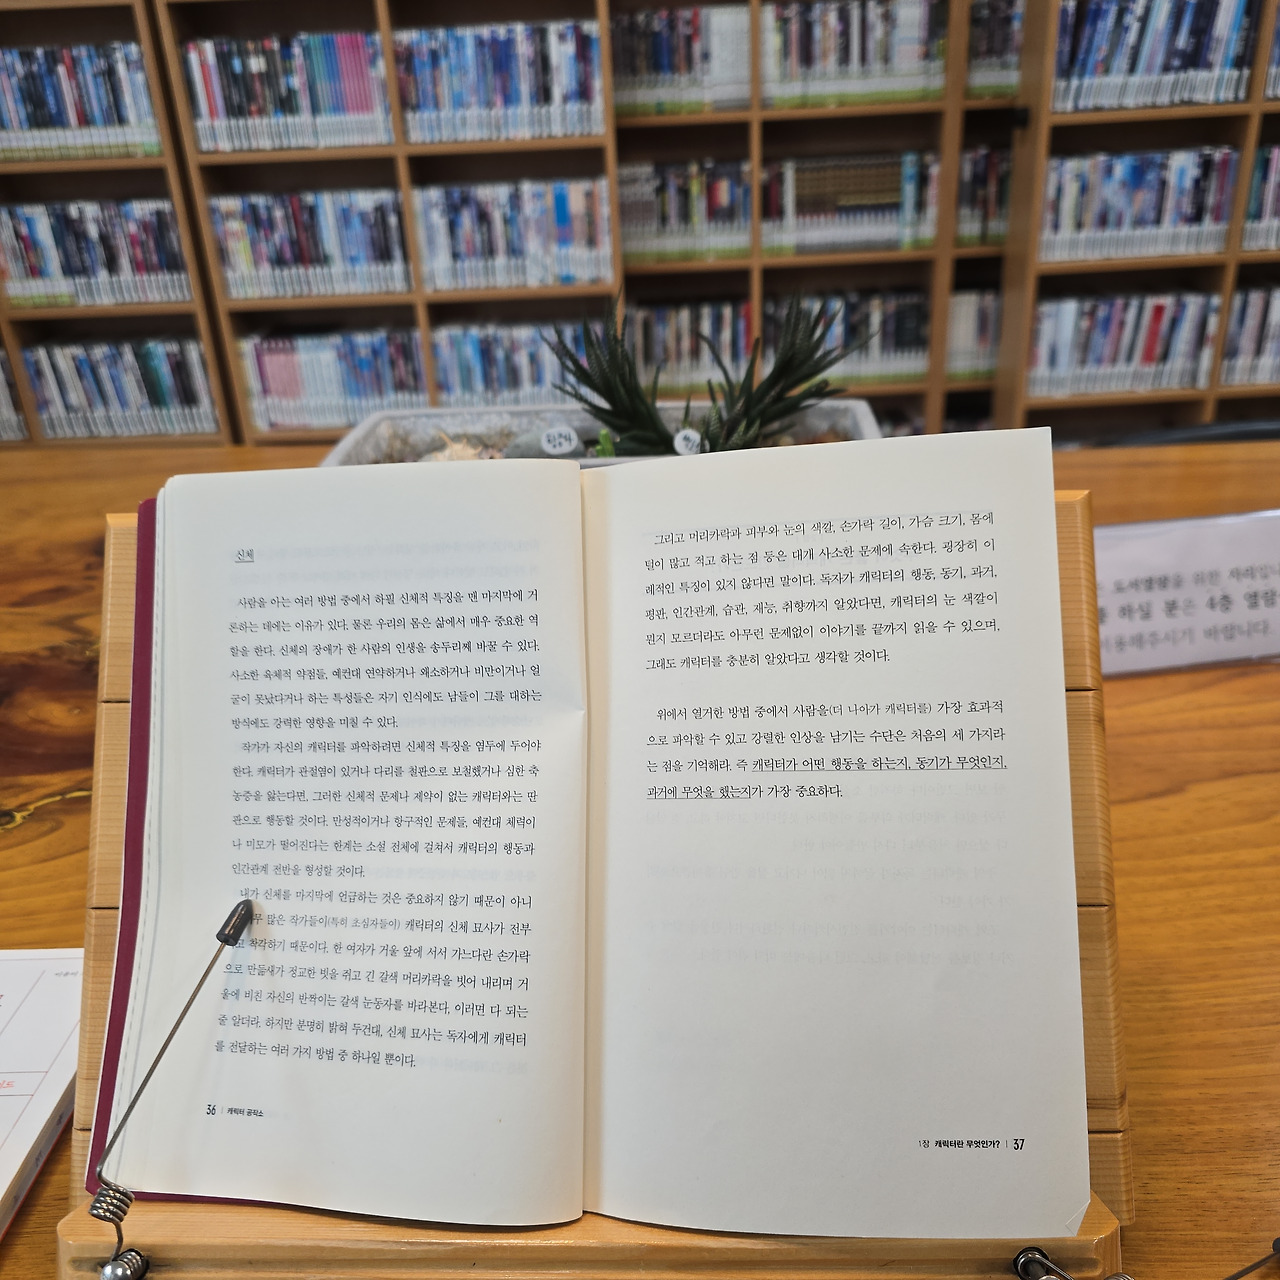 신체
사람을 아는 여러 방법 중에서 하필 신체적 특징을 맨 마지막에 거
론하는 데에는 이유가 있다. 물론 우리의 몸은 삶에서 매우 중요한 역
할을 한다. 신체의 장애가 한 사람의 인생을 송두리째 바꿀 수 있다.
사소한 육체적 약점들, 예컨대 연약하거나 왜소하거나 비만이거나 얼
굴이 못났다거나 하는 특성들은 자기 인식에도 남들이 그를 대하는
방식에도 강력한 영향을 미칠 수 있다.
작가가 자신의 캐릭터를 파악하려면 신체적 특징을 염두에 두어야
한다. 캐릭터가 관절염이 있거나 다리를 철판으로 보철했거나 심한 축
농증을 앓는다면, 그러한 신체적 문제나 제약이 없는 캐릭터와는 딴
판으로 행동할 것이다. 만성적이거나 항구적인 문제들, 예컨대 체력이
나 미모가 떨어진다는 한계는 소설 전체에 걸쳐서 캐릭터의 행동과
인간관계 전반을 형성할 것이다.
내가 신체를 마지막에 언급하는 것은 중요하지 않기 때문이 아니
많은 작가들이(특히 초심자들이) 캐릭터의 신체 묘사가 전부
착각하기 때문이다. 한 여자가 거울 앞에 서서 가느다란 손가락
으로 만듦새가 정교한 빗을 쥐고 긴 갈색 머리카락을 빗어 내리며 거
울에 비친 자신의 반짝이는 갈색 눈동자를 바라본다, 이러면 다 되는
줄 알더라. 하지만 분명히 밝혀 두건대, 신체 묘사는 독자에게 캐릭터
를 전달하는 여러 가지 방법 중 하나일 뿐이다.
36 | 캐릭터 공작소
그리고 머리카락과 피부와 눈의 색깔, 손가락 길이, 가슴 크기, 몸에
털이 많고 적고 하는 점 등은 대개 사소한 문제에 속한다. 굉장히 이
례적인 특징이 있지 않다면 말이다. 독자가 캐릭터의 행동, 동기, 과거,
평판, 인간관계, 습관, 재능, 취향까지 알았다면, 캐릭터의 눈 색깔이
뭔지 모르더라도 아무런 문제없이 이야기를 끝까지 읽을 수 있으며,
그래도 캐릭터를 충분히 알았다고 생각할 것이다.
위에서 열거한 방법 중에서 사람을(더 나아가 캐릭터를) 가장 효과적
으로 파악할 수 있고 강렬한 인상을 남기는 수단은 처음의 세 가지라
는 점을 기억해라. 즉 캐릭터가 어떤 행동을 하는지, 동기가 무엇인지,
과거에 무엇을 했는지가 가장 중요하다.
1장 캐릭터란 무엇인가? | 37
도서열람을 위한 자리입니
하실 분은 4층 열람
이용해주시기 바랍니다.